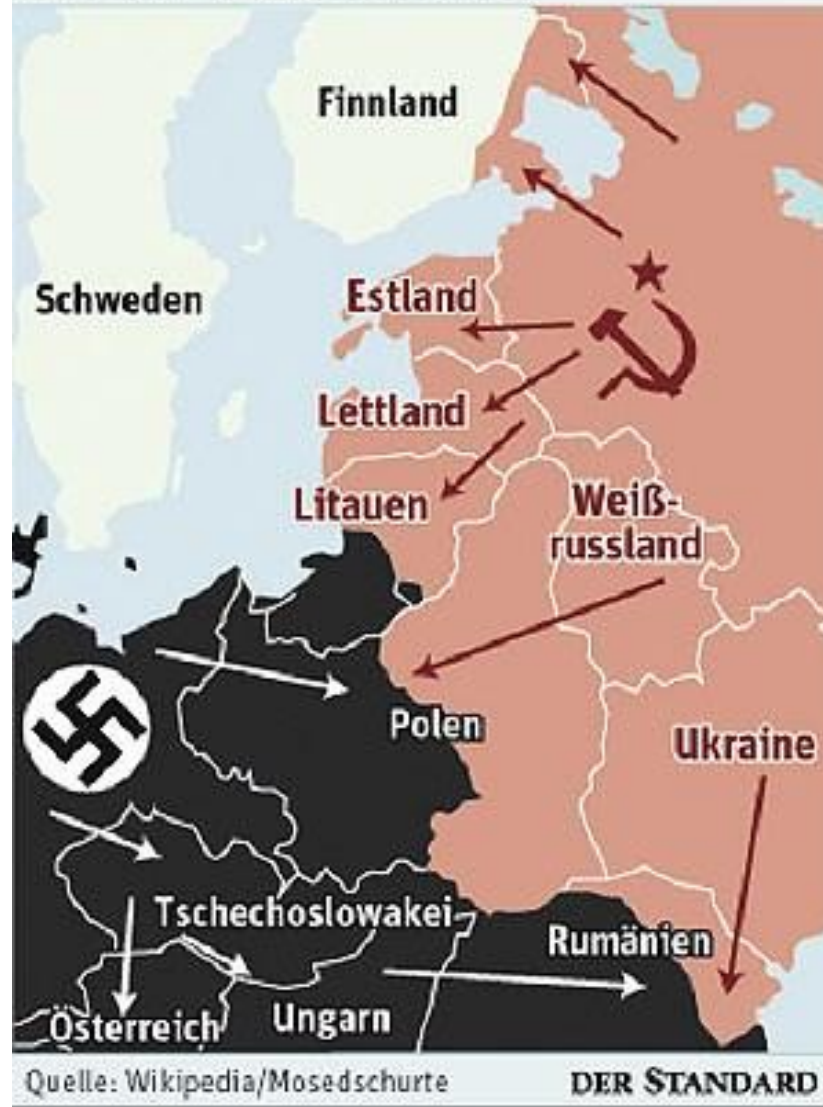 Finnland
Schweden
Estland
Lettland
Litauen
Weiß-
russland
Polen
Ukraine
Tschechoslowakei
Rumänien
Österreich
Ungarn
Quelle: Wikipedia/Mosedschurte
DER STANDARD